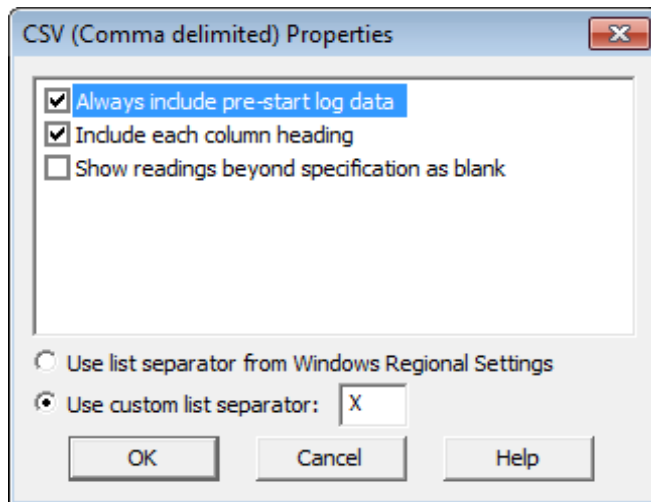 CSV (Comma delimited) Properties
Always include pre-start log data
Include each column heading
Show readings beyond specification as blank
Use list separator from Windows Regional Settings
Use custom list separator: X
OK Cancel Help